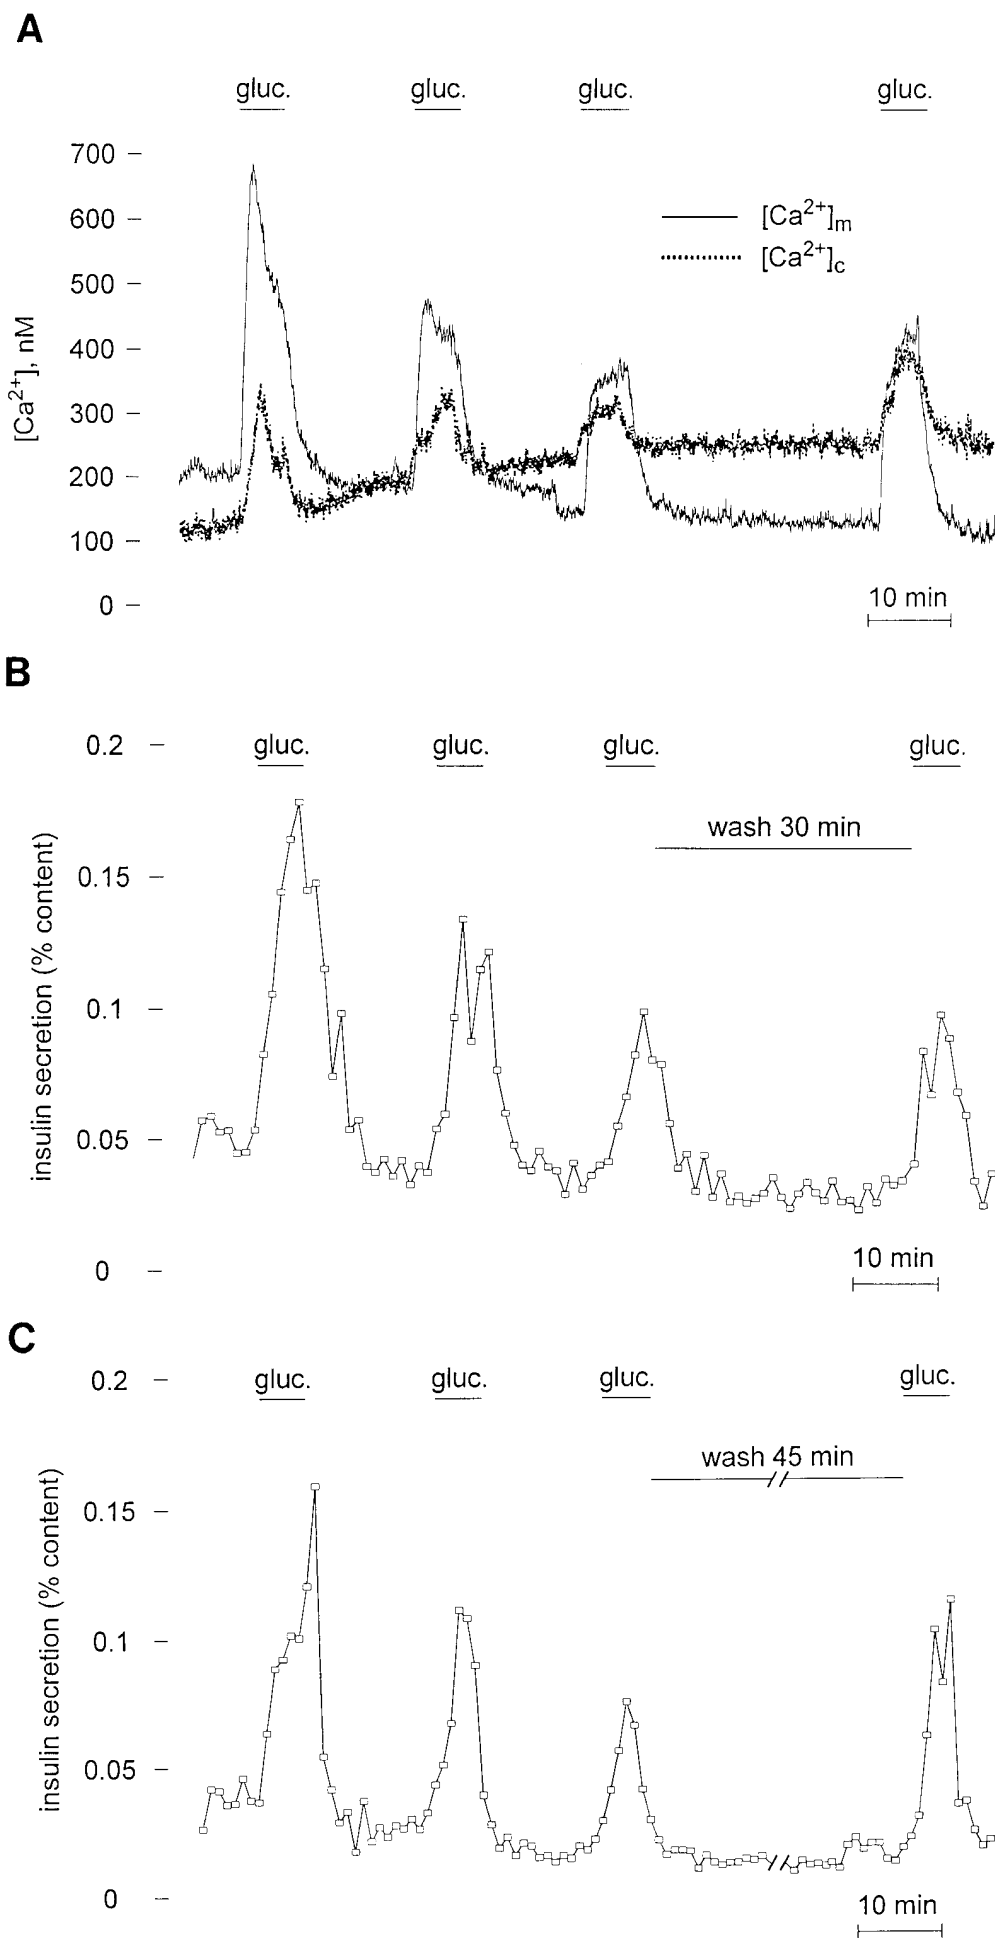 A
gluc. gluc. gluc. gluc.
700
600
[Ca2+]m
500
[Ca2+]c
400
300
200
100
0
[Ca2+], nM
10 min
B
0.2
gluc. gluc. gluc. gluc.
wash 30 min
0.15
0.1
0.05
0
insulin secretion (% content)
10 min
C
0.2
gluc. gluc. gluc. gluc.
wash 45 min
0.15
0.1
0.05
0
insulin secretion (% content)
10 min